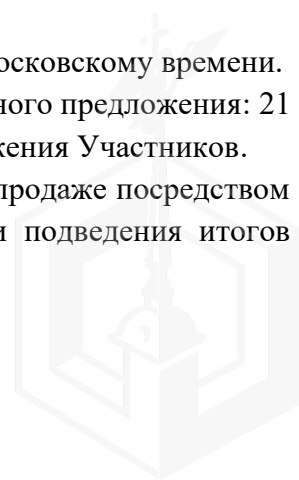 осковскому времени.
ного предложения: 21
жения Участников.
продаже посредством
и подведения итогов